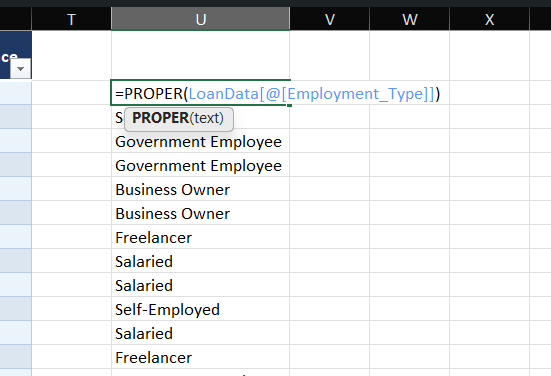 T U V W X
ce
=PROPER(LoanData[@[Employment_Type]])
S PROPER(text)
Government Employee
Government Employee
Business Owner
Business Owner
Freelancer
Salaried
Salaried
Self-Employed
Salaried
Freelancer